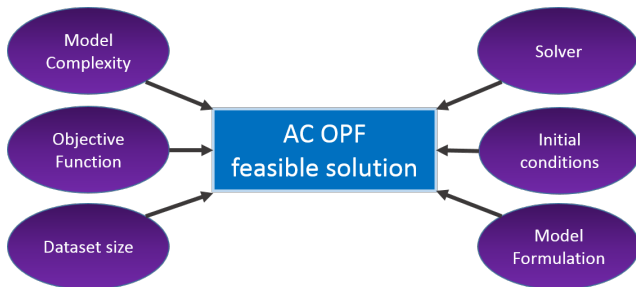 Model
Complexity
Objective
Function
Dataset size
AC OPF
feasible solution
Solver
Initial
conditions
Model
Formulation